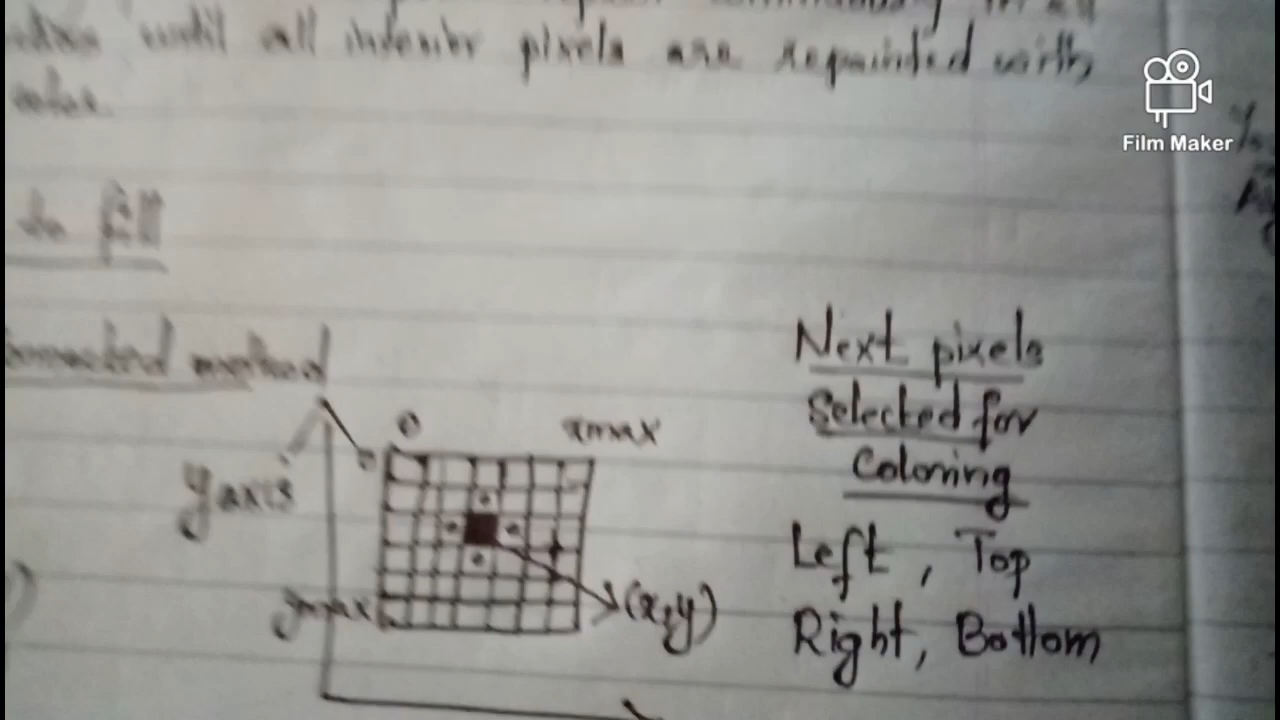 until all interior pixels are repainted with
color.
Film Maker
to fill
connected method
Next pixels
Selected for
Coloring
0
xmax
y axis
Left, Top
ymax
(x,y)
Right, Bottom